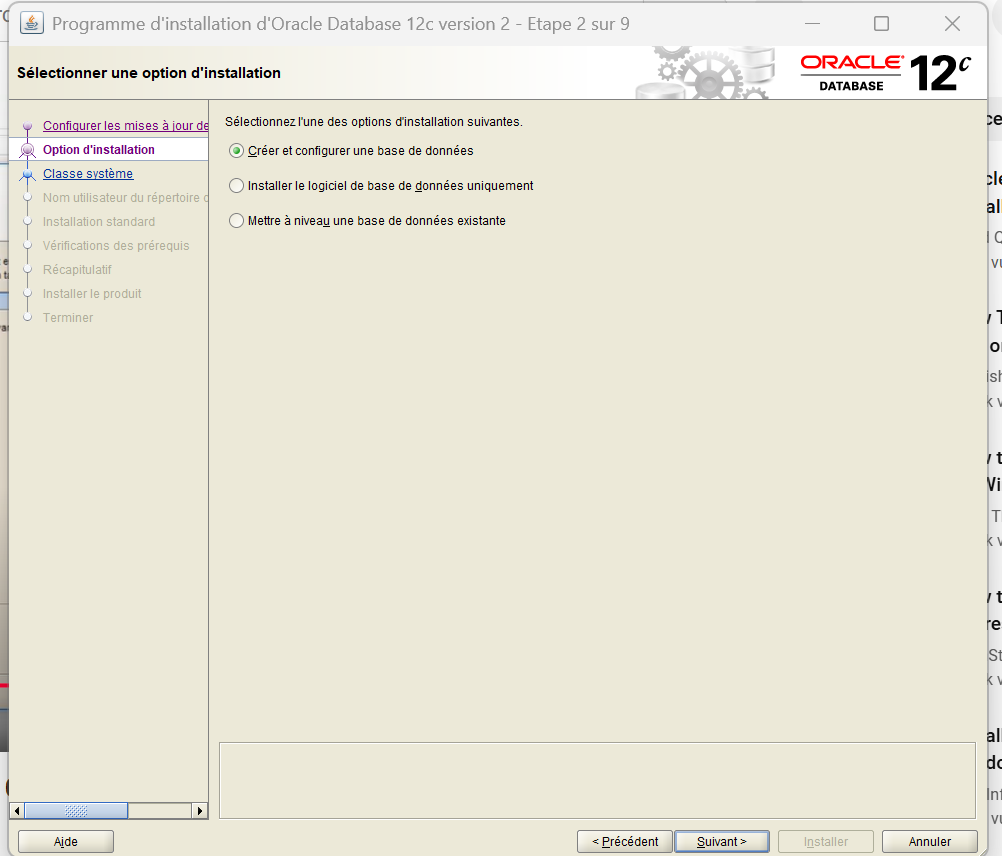 Programme d'installation d'Oracle Database 12c version 2 - Etape 2 sur 9
Sélectionner une option d'installation
ORACLE
DATABASE
12c
Configurer les mises à jour de
Option d'installation
Classe système
Nom utilisateur du répertoire
Installation standard
Vérifications des prérequis
Récapitulatif
Installer le produit
Terminer
Sélectionnez l'une des options d'installation suivantes.
Créer et configurer une base de données
Installer le logiciel de base de données uniquement
Mettre à niveau une base de données existante
Aide
< Précédent
Suivant >
Installer
Annuler